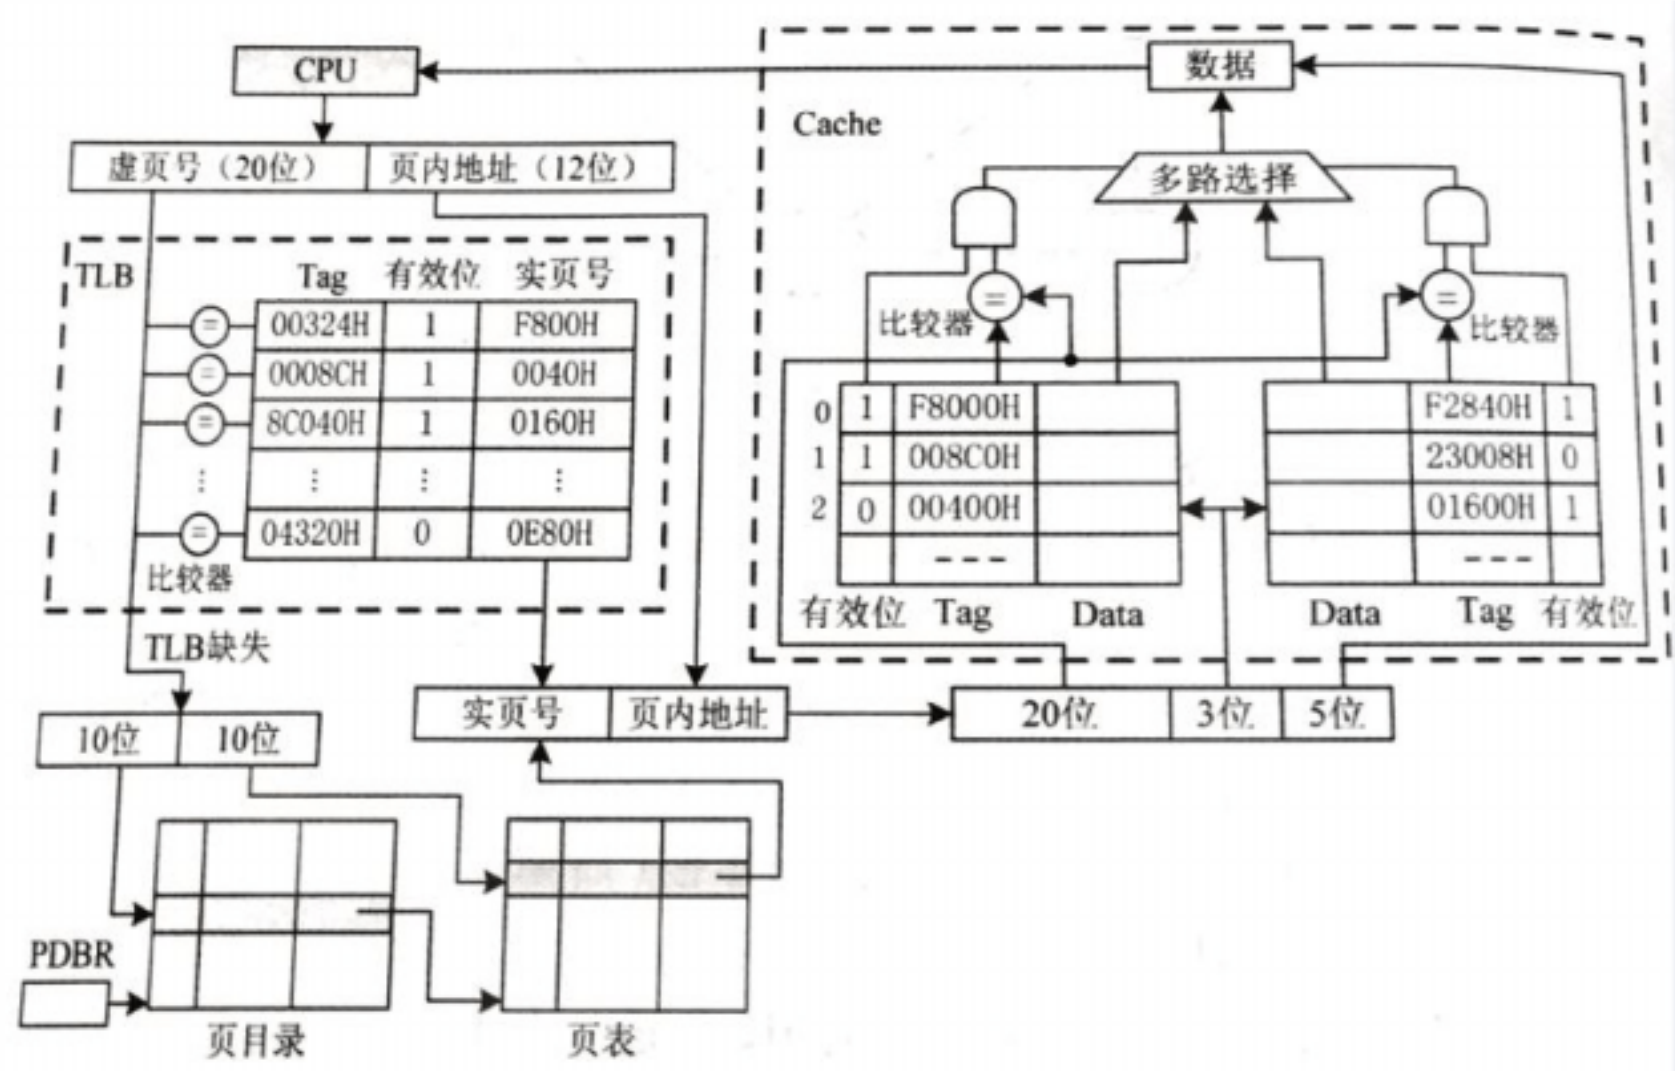 CPU
虚页号（20位）
页内地址（12位）
TLB
Tag
有效位
实页号
=
00324H
1
F800H
=
0008CH
1
0040H
=
8C040H
1
0160H
⋮
⋮
⋮
⋮
=
04320H
0
0E80H
比较器
TLB缺失
10位
10位
PDBR
页目录
页表
实页号
页内地址
20位
3位
5位
Cache
数据
多路选择
=
=
比较器
比较器
0
1
F8000H
F2840H
1
1
1
008C0H
23008H
0
2
0
00400H
01600H
1
---
---
有效位
Tag
Data
Data
Tag
有效位